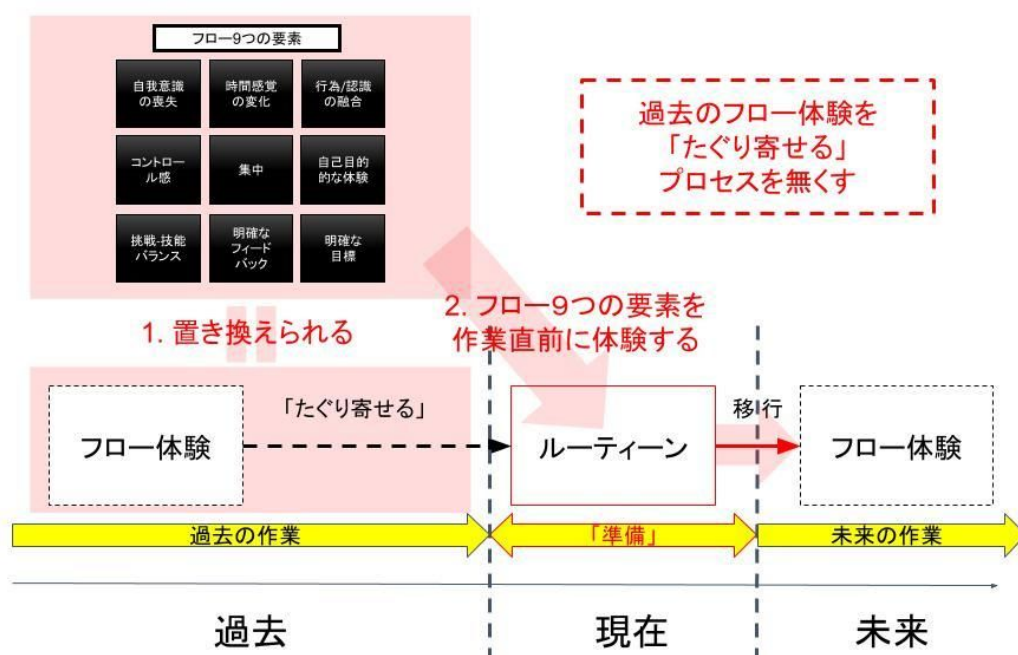 フロー9つの要素
自我意識
の喪失
時間感覚
の変化
行為/認識
の融合
コントロー
ル感
集中
自己目的
的な体験
挑戦-技能
バランス
明確な
フィード
バック
明確な
目標
過去のフロー体験を
「たぐり寄せる」
プロセスを無くす
1. 置き換えられる
2. フロー9つの要素を
作業直前に体験する
フロー体験
「たぐり寄せる」
ルーティーン
移行
フロー体験
過去の作業
「準備」
未来の作業
過去
現在
未来